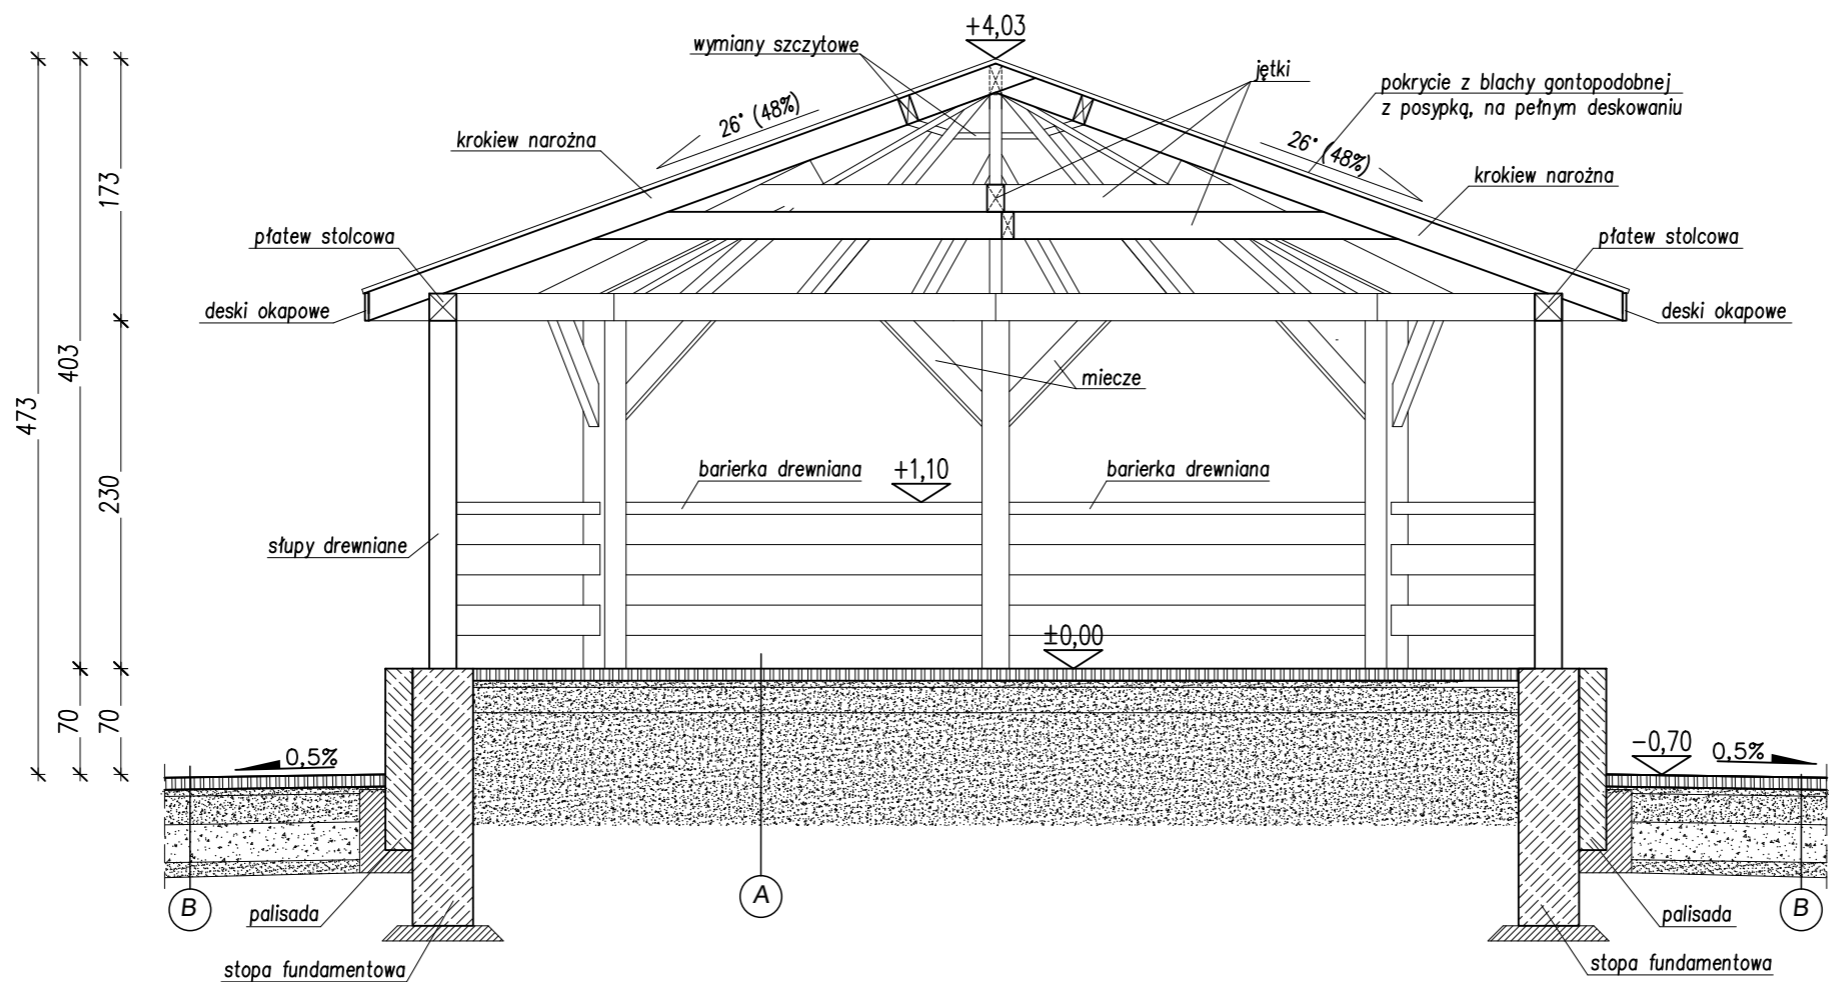 +4,03
wymiany szczytowe
jętki
pokrycie z blachy gontopodobnej
z posypką, na pełnym deskowaniu
26° (48%)
26° (48%)
krokiew narożna
krokiew narożna
173
płatew stolcowa
płatew stolcowa
deski okapowe
deski okapowe
403
473
miecze
230
barierka drewniana
+1,10
barierka drewniana
słupy drewniane
±0,00
70
70
0,5%
-0,70
0,5%
B
A
B
palisada
palisada
stopa fundamentowa
stopa fundamentowa